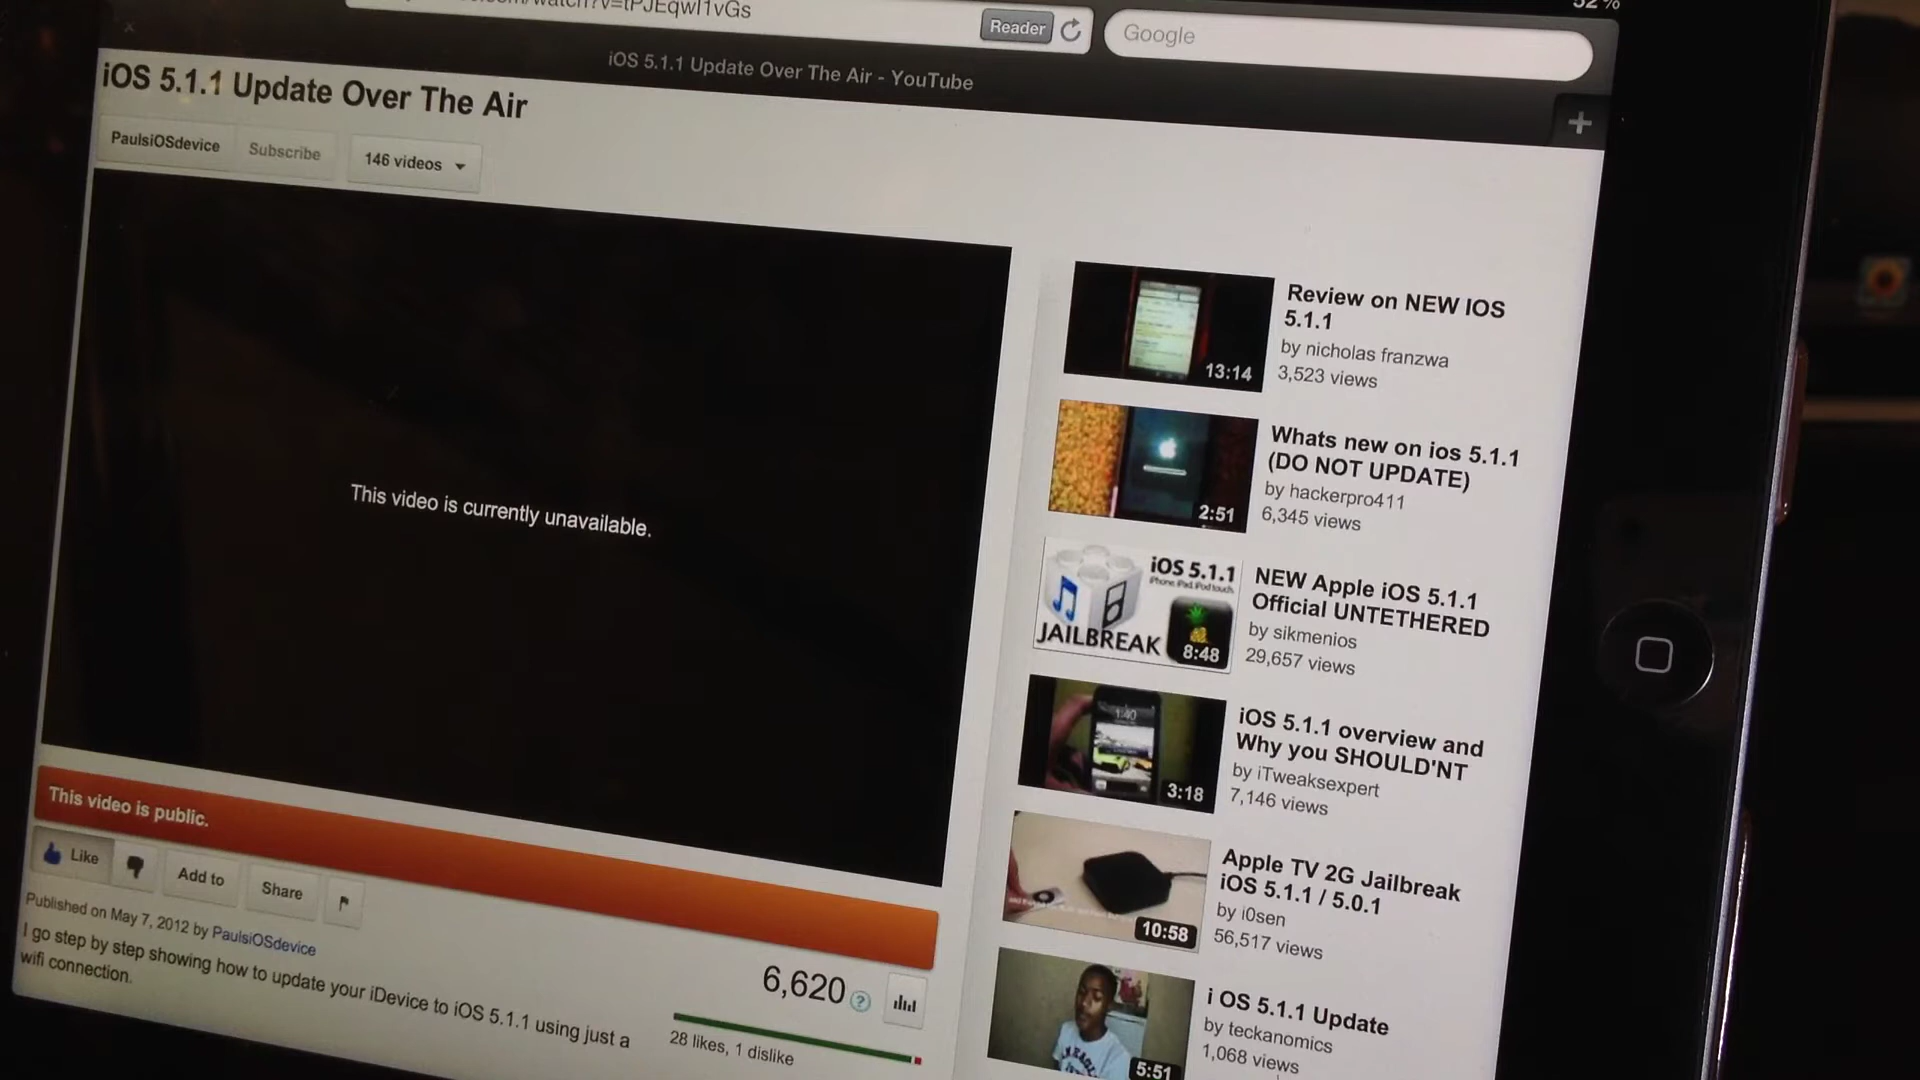 52 %
v=tPJEqwI1vGs
Reader
Google
iOS 5.1.1 Update Over The Air - YouTube
iOS 5.1.1 Update Over The Air
PaulsiOSdevice
Subscribe
146 videos
This video is currently unavailable.
This video is public.
Like
Add to
Share
Published on May 7, 2012 by PaulsiOSdevice
I go step by step showing how to update your iDevice to iOS 5.1.1 using just a
wifi connection.
6,620
28 likes, 1 dislike
13:14
Review on NEW IOS
5.1.1
by nicholas franzwa
3,523 views
2:51
Whats new on ios 5.1.1
(DO NOT UPDATE)
by hackerpro411
6,345 views
iOS 5.1.1
iPhone, iPad, iPod touch
JAILBREAK
8:48
NEW Apple iOS 5.1.1
Official UNTETHERED
by sikmenios
29,657 views
1:40
3:18
iOS 5.1.1 overview and
Why you SHOULD'NT
by iTweaksexpert
7,146 views
10:58
Apple TV 2G Jailbreak
iOS 5.1.1 / 5.0.1
by i0sen
56,517 views
5:51
i OS 5.1.1 Update
by teckanomics
1,068 views